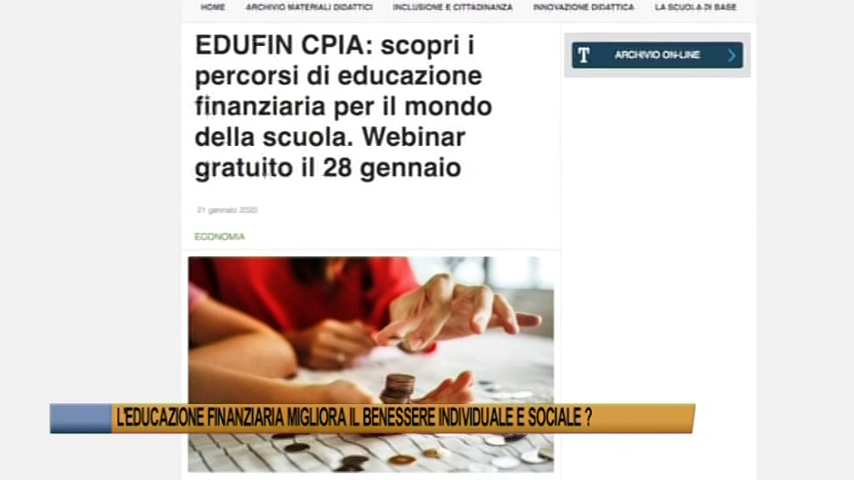 HOME ARCHIVIO MATERIALI DIDATTICI INCLUSIONE E CITTADINANZA INNOVAZIONE DIDATTICA LA SCUOLA DI BASE
EDUFIN CPIA: scopri i
percorsi di educazione
finanziaria per il mondo
della scuola. Webinar
gratuito il 28 gennaio
T ARCHIVIO ON-LINE
21 gennaio 2020
ECONOMIA
L'EDUCAZIONE FINANZIARIA MIGLIORA IL BENESSERE INDIVIDUALE E SOCIALE ?